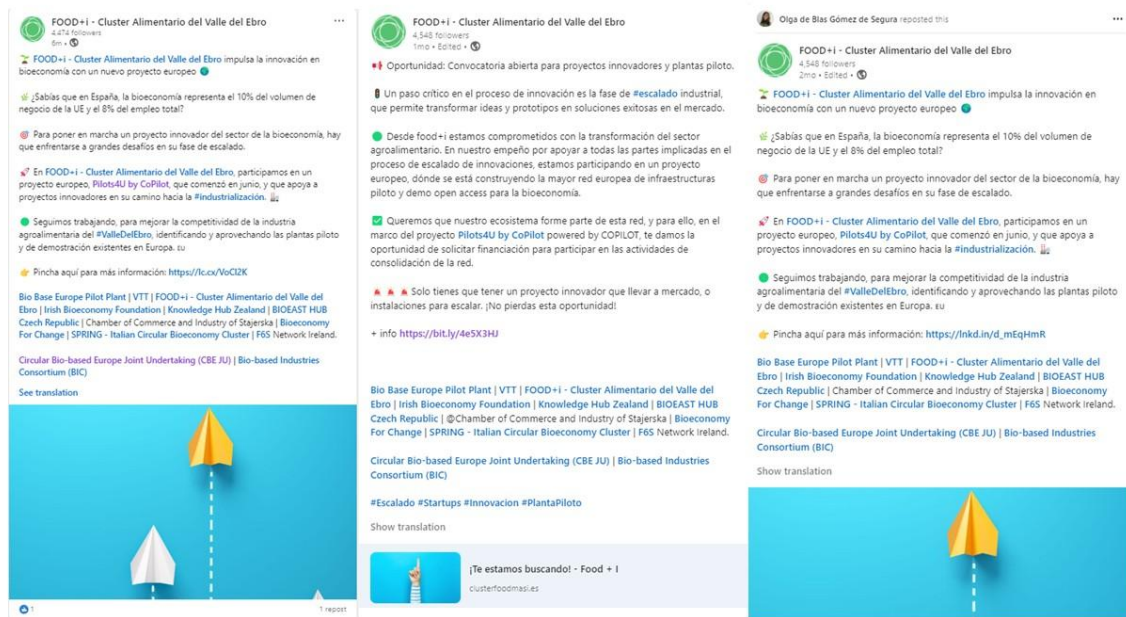 FOOD+i - Cluster Alimentario del Valle del Ebro
4,474 followers
6m • Edited •
FOOD+i - Cluster Alimentario del Valle del Ebro impulsa la innovación en
bioeconomía con un nuevo proyecto europeo
¿Sabías que en España, la bioeconomía representa el 10% del volumen de
negocio de la UE y el 8% del empleo total?
Para poner en marcha un proyecto innovador del sector de la bioeconomía, hay
que enfrentarse a grandes desafíos en su fase de escalado.
En FOOD+i - Cluster Alimentario del Valle del Ebro, participamos en un
proyecto europeo, Pilots4U by CoPilot, que comenzó en junio, y que apoya a
proyectos innovadores en su camino hacia la #industrialización.
Seguimos trabajando, para mejorar la competitividad de la industria
agroalimentaria del #ValleDelEbro, identificando y aprovechando las plantas piloto
y de demostración existentes en Europa. EU
Pincha aquí para más información: https://lc.cx/VoCl2K
Bio Base Europe Pilot Plant | VTT | FOOD+i - Cluster Alimentario del Valle del
Ebro | Irish Bioeconomy Foundation | Knowledge Hub Zealand | BIOEAST HUB
Czech Republic | Chamber of Commerce and Industry of Stajerska | Bioeconomy
For Change | SPRING - Italian Circular Bioeconomy Cluster | F6S Network Ireland.
Circular Bio-based Europe Joint Undertaking (CBE JU) | Bio-based Industries
Consortium (BIC)
See translation
1
1 repost
FOOD+i - Cluster Alimentario del Valle del Ebro
4,548 followers
1mo • Edited •
Oportunidad: Convocatoria abierta para proyectos innovadores y plantas piloto.
Un paso crítico en el proceso de innovación es la fase de #escalado industrial,
que permite transformar ideas y prototipos en soluciones exitosas en el mercado.
Desde food+i estamos comprometidos con la transformación del sector
agroalimentario. En nuestro empeño por apoyar a todas las partes implicadas en el
proceso de escalado de innovaciones, estamos participando en un proyecto
europeo, dónde se está construyendo la mayor red europea de infraestructuras
piloto y demo open access para la bioeconomía.
Queremos que nuestro ecosistema forme parte de esta red, y para ello, en el
marco del proyecto Pilots4U by CoPilot powered by COPILOT, te damos la
oportunidad de solicitar financiación para participar en las actividades de
consolidación de la red.
Solo tienes que tener un proyecto innovador que llevar a mercado, o
instalaciones para escalar. ¡No pierdas esta oportunidad!
+ info https://bit.ly/4e5X3HJ
Bio Base Europe Pilot Plant | VTT | FOOD+i - Cluster Alimentario del Valle del
Ebro | Irish Bioeconomy Foundation | Knowledge Hub Zealand | BIOEAST HUB
Czech Republic | @Chamber of Commerce and Industry of Stajerska | Bioeconomy
For Change | SPRING - Italian Circular Bioeconomy Cluster | F6S Network Ireland.
Circular Bio-based Europe Joint Undertaking (CBE JU) | Bio-based Industries
Consortium (BIC)
#Escalado #Startups #Innovacion #PlantaPiloto
Show translation
¡Te estamos buscando! - Food + I
clusterfoodmasi.es
Olga de Blas Gómez de Segura reposted this
FOOD+i - Cluster Alimentario del Valle del Ebro
4,548 followers
2mo • Edited •
FOOD+i - Cluster Alimentario del Valle del Ebro impulsa la innovación en
bioeconomía con un nuevo proyecto europeo
¿Sabías que en España, la bioeconomía representa el 10% del volumen de
negocio de la UE y el 8% del empleo total?
Para poner en marcha un proyecto innovador del sector de la bioeconomía, hay
que enfrentarse a grandes desafíos en su fase de escalado.
En FOOD+i - Cluster Alimentario del Valle del Ebro, participamos en un
proyecto europeo, Pilots4U by CoPilot, que comenzó en junio, y que apoya a
proyectos innovadores en su camino hacia la #industrialización.
Seguimos trabajando, para mejorar la competitividad de la industria
agroalimentaria del #ValleDelEbro, identificando y aprovechando las plantas piloto
y de demostración existentes en Europa. EU
Pincha aquí para más información: https://lnkd.in/d_mEqHmR
Bio Base Europe Pilot Plant | VTT | FOOD+i - Cluster Alimentario del Valle del
Ebro | Irish Bioeconomy Foundation | Knowledge Hub Zealand | BIOEAST HUB
Czech Republic | Chamber of Commerce and Industry of Stajerska | Bioeconomy
For Change | SPRING - Italian Circular Bioeconomy Cluster | F6S Network Ireland.
Circular Bio-based Europe Joint Undertaking (CBE JU) | Bio-based Industries
Consortium (BIC)
Show translation